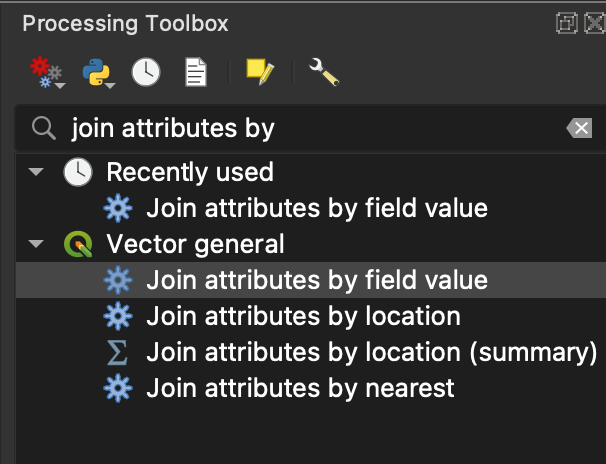 Processing Toolbox
join attributes by
Recently used
Join attributes by field value
Vector general
Join attributes by field value
Join attributes by location
Join attributes by location (summary)
Join attributes by nearest